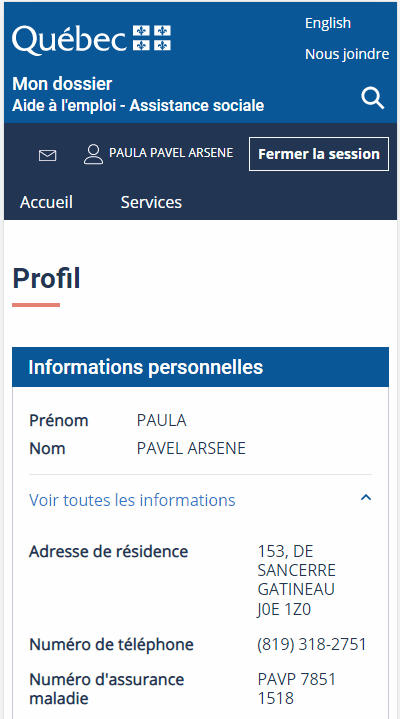 English
Québec
Nous joindre
Mon dossier
Aide à l'emploi - Assistance sociale
PAULA PAVEL ARSENE
Fermer la session
Accueil Services
Profil
Informations personnelles
Prénom PAULA
Nom PAVEL ARSENE
Voir toutes les informations
Adresse de résidence 153, DE
SANCERRE
GATINEAU
J0E 1Z0
Numéro de téléphone (819) 318-2751
Numéro d'assurance PAVP 7851
maladie 1518